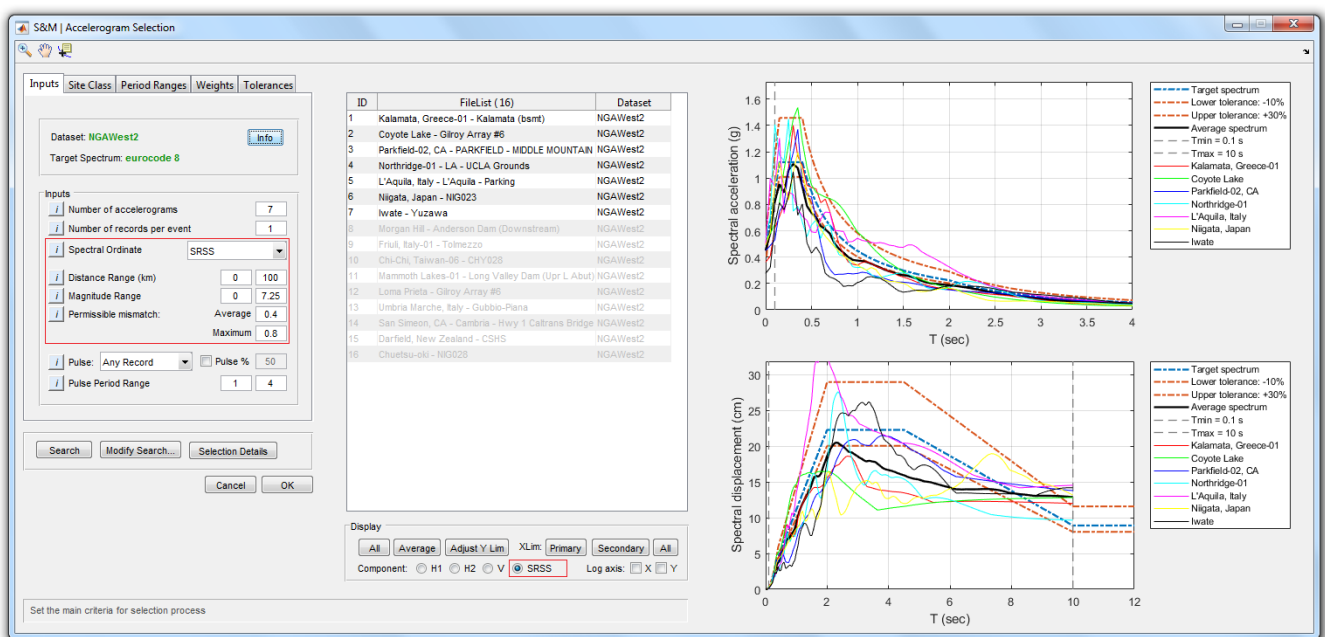 S&M | Accelerogram Selection
Inputs Site Class Period Ranges Weights Tolerances
Dataset: NGAWest2 Info
Target Spectrum: eurocode 8
Inputs
i Number of accelerograms 7
i Number of records per event 1
i Spectral Ordinate SRSS
i Distance Range (km) 0 100
i Magnitude Range 0 7.25
i Permissible mismatch: Average 0.4
Maximum 0.8
i Pulse: Any Record Pulse % 50
i Pulse Period Range 1 4
Search Modify Search... Selection Details
Cancel OK
Set the main criteria for selection process
ID FileList (16) Dataset
1 Kalamata, Greece-01 - Kalamata (bsmt) NGAWest2
2 Coyote Lake - Gilroy Array #6 NGAWest2
3 Parkfield-02, CA - PARKFIELD - MIDDLE MOUNTAIN NGAWest2
4 Northridge-01 - LA - UCLA Grounds NGAWest2
5 L'Aquila, Italy - L'Aquila - Parking NGAWest2
6 Niigata, Japan - NIG023 NGAWest2
7 Iwate - Yuzawa NGAWest2
8 Morgan Hill - Anderson Dam (Downstream) NGAWest2
9 Friuli, Italy-01 - Tolmezzo NGAWest2
10 Chi-Chi, Taiwan-06 - CHY028 NGAWest2
11 Mammoth Lakes-01 - Long Valley Dam (Upr L Abut) NGAWest2
12 Loma Prieta - Gilroy Array #6 NGAWest2
13 Umbria Marche, Italy - Gubbio-Piana NGAWest2
14 San Simeon, CA - Cambria - Hwy 1 Caltrans Bridge NGAWest2
15 Darfield, New Zealand - CSHS NGAWest2
16 Chuetsu-oki - NIG028 NGAWest2
Display
All Average Adjust Y Lim XLim: Primary Secondary All
Component: H1 H2 V SRSS Log axis: X Y
Spectral acceleration (g)
1.6
1.4
1.2
1
0.8
0.6
0.4
0.2
0
0 0.5 1 1.5 2 2.5 3 3.5 4
T (sec)
Target spectrum
Lower tolerance: -10%
Upper tolerance: +30%
Average spectrum
Tmin = 0.1 s
Tmax = 10 s
Kalamata, Greece-01
Coyote Lake
Parkfield-02, CA
Northridge-01
L'Aquila, Italy
Niigata, Japan
Iwate
Spectral displacement (cm)
30
25
20
15
10
5
0
0 2 4 6 8 10 12
T (sec)
Target spectrum
Lower tolerance: -10%
Upper tolerance: +30%
Average spectrum
Tmin = 0.1 s
Tmax = 10 s
Kalamata, Greece-01
Coyote Lake
Parkfield-02, CA
Northridge-01
L'Aquila, Italy
Niigata, Japan
Iwate